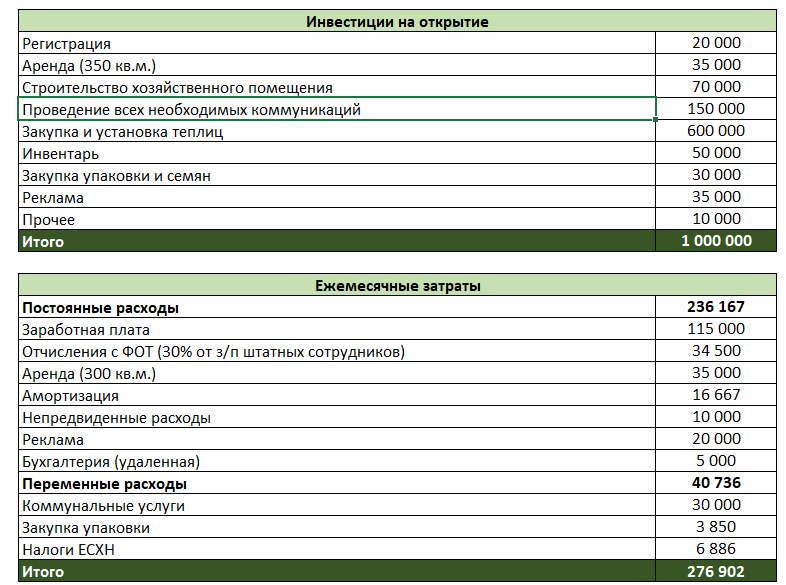 Инвестиции на открытие
Регистрация 20 000
Аренда (350 кв.м.) 35 000
Строительство хозяйственного помещения 70 000
Проведение всех необходимых коммуникаций 150 000
Закупка и установка теплиц 600 000
Инвентарь 50 000
Закупка упаковки и семян 30 000
Реклама 35 000
Прочее 10 000
Итого 1 000 000
Ежемесячные затраты
Постоянные расходы 236 167
Заработная плата 115 000
Отчисления с ФОТ (30% от з/п штатных сотрудников) 34 500
Аренда (300 кв.м.) 35 000
Амортизация 16 667
Непредвиденные расходы 10 000
Реклама 20 000
Бухгалтерия (удаленная) 5 000
Переменные расходы 40 736
Коммунальные услуги 30 000
Закупка упаковки 3 850
Налоги ЕСХН 6 886
Итого 276 902